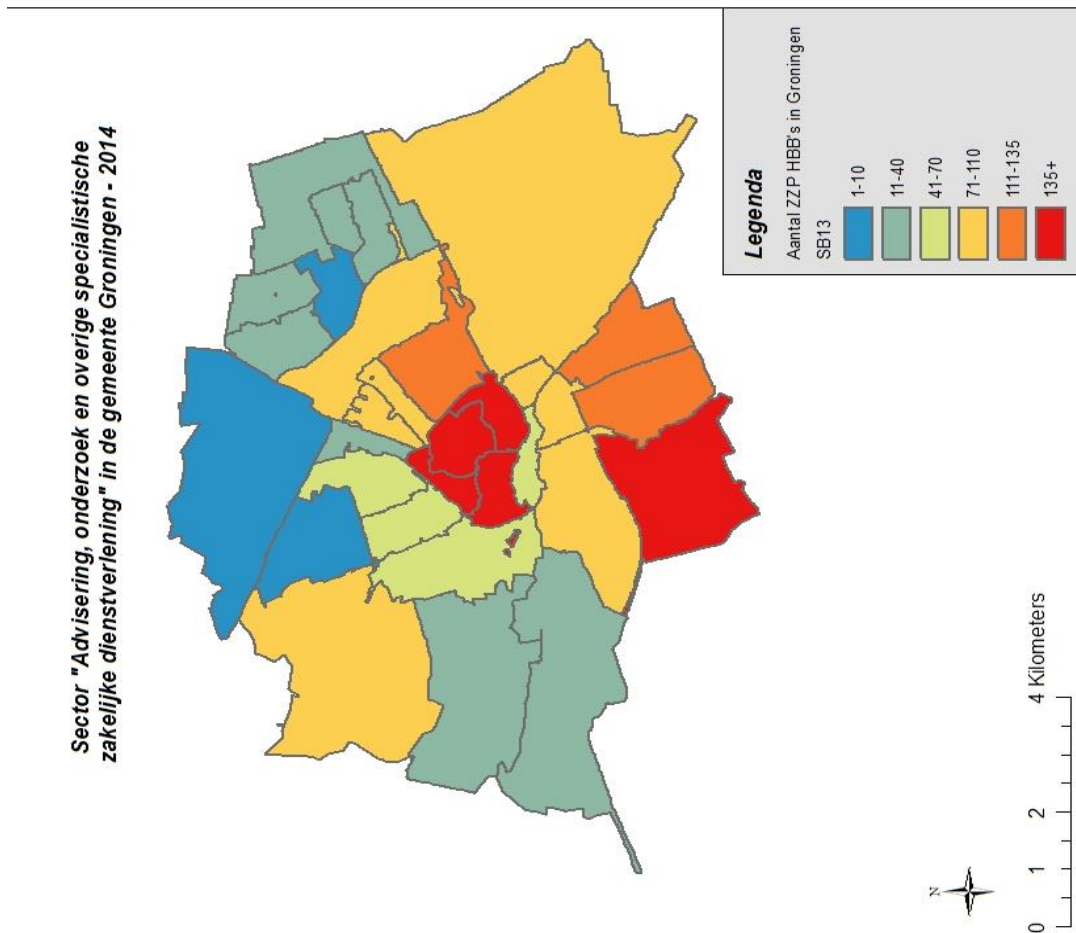 Sector "Advisering, onderzoek en overige specialistische
zakelijke dienstverlening" in de gemeente Groningen - 2014
Legenda
Aantal ZZP HBB's in Groningen
SB13
1-10
11-40
41-70
71-110
111-135
135+
N
0 1 2 4 Kilometers